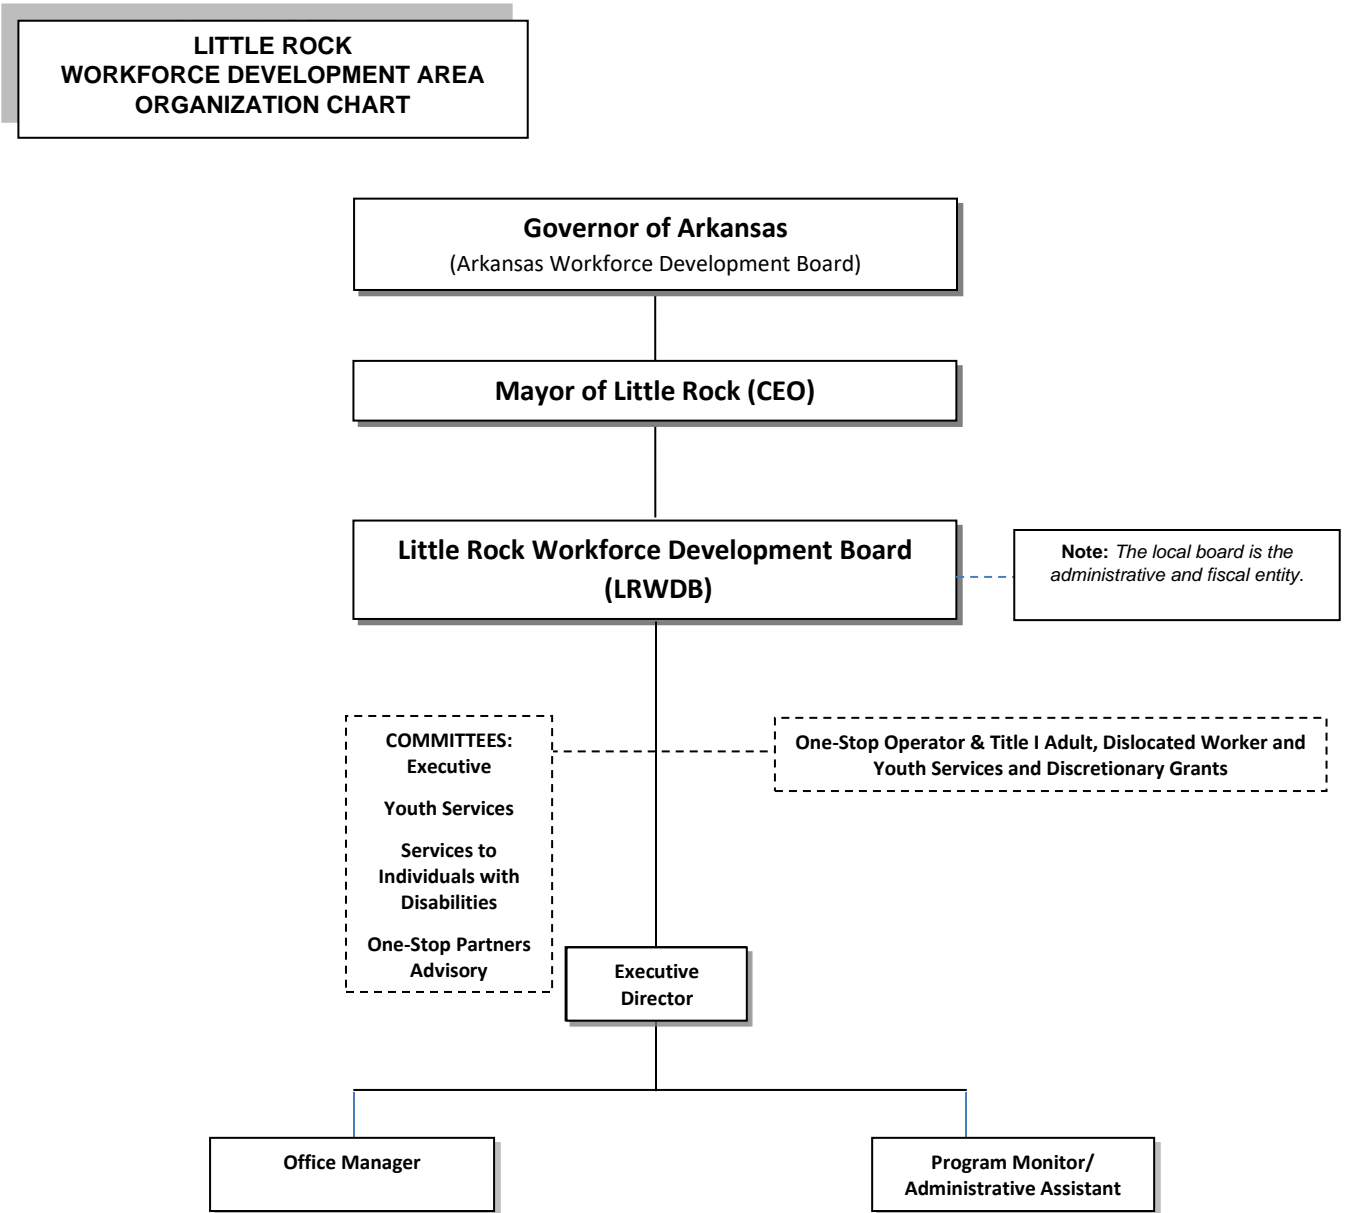 LITTLE ROCK
WORKFORCE DEVELOPMENT AREA
ORGANIZATION CHART
Governor of Arkansas
(Arkansas Workforce Development Board)
Mayor of Little Rock (CEO)
Little Rock Workforce Development Board
(LRWDB)
Note: The local board is the
administrative and fiscal entity.
COMMITTEES:
Executive
Youth Services
Services to
Individuals with
Disabilities
One-Stop Partners
Advisory
One-Stop Operator & Title I Adult, Dislocated Worker and
Youth Services and Discretionary Grants
Executive
Director
Office Manager
Program Monitor/
Administrative Assistant